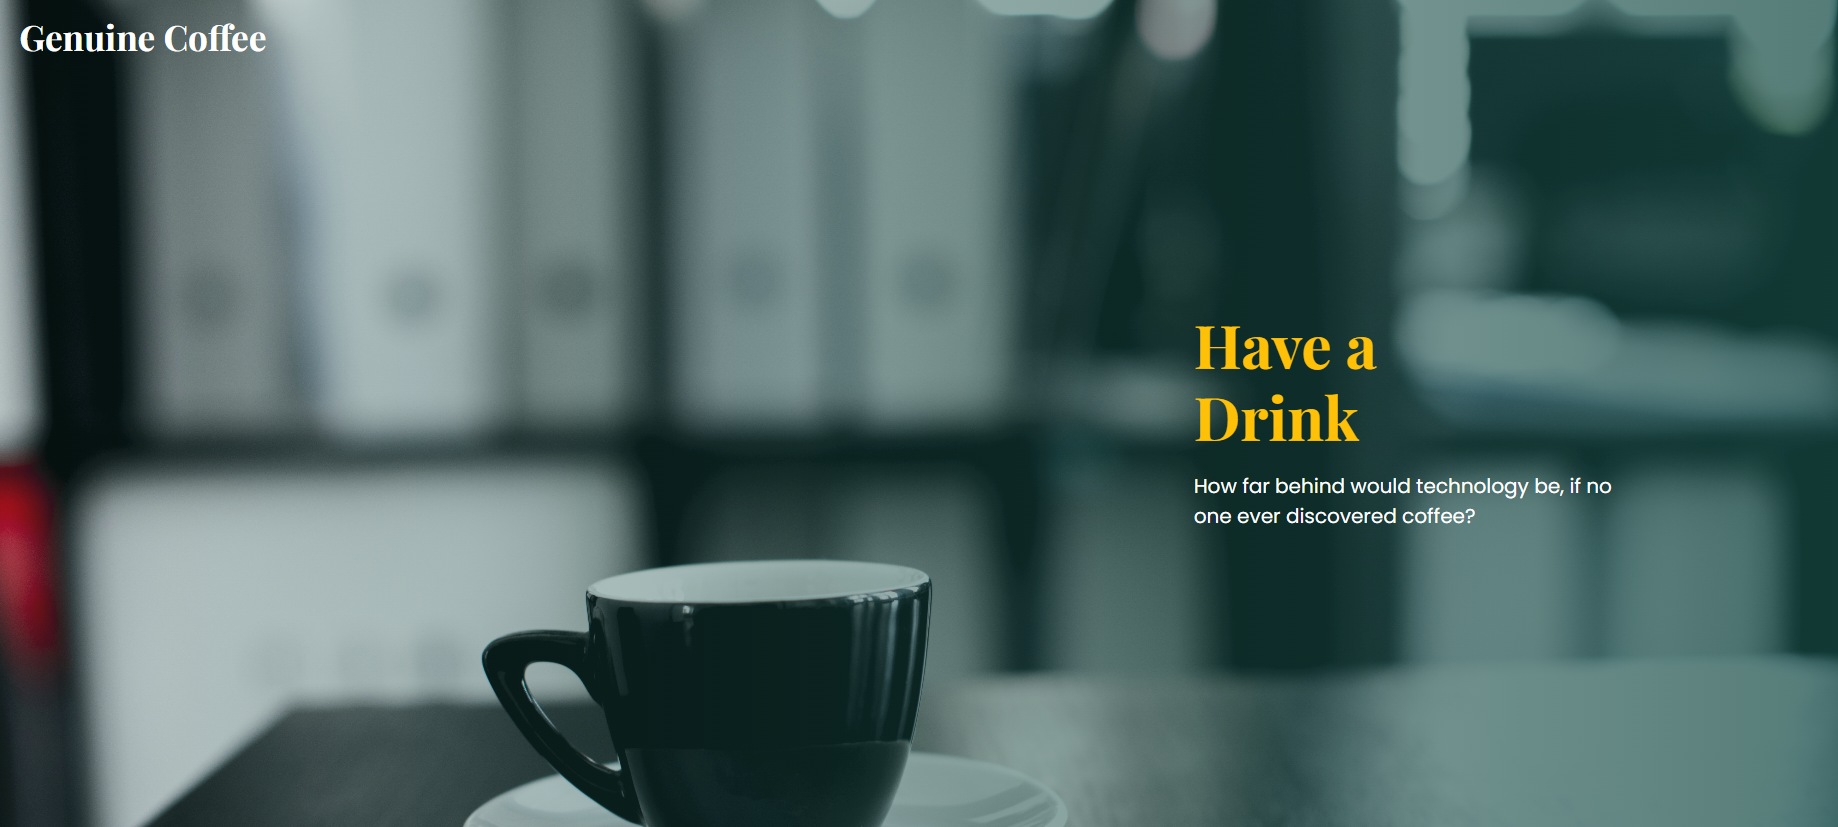 Genuine Coffee
Have a
Drink
How far behind would technology be, if no
one ever discovered coffee?